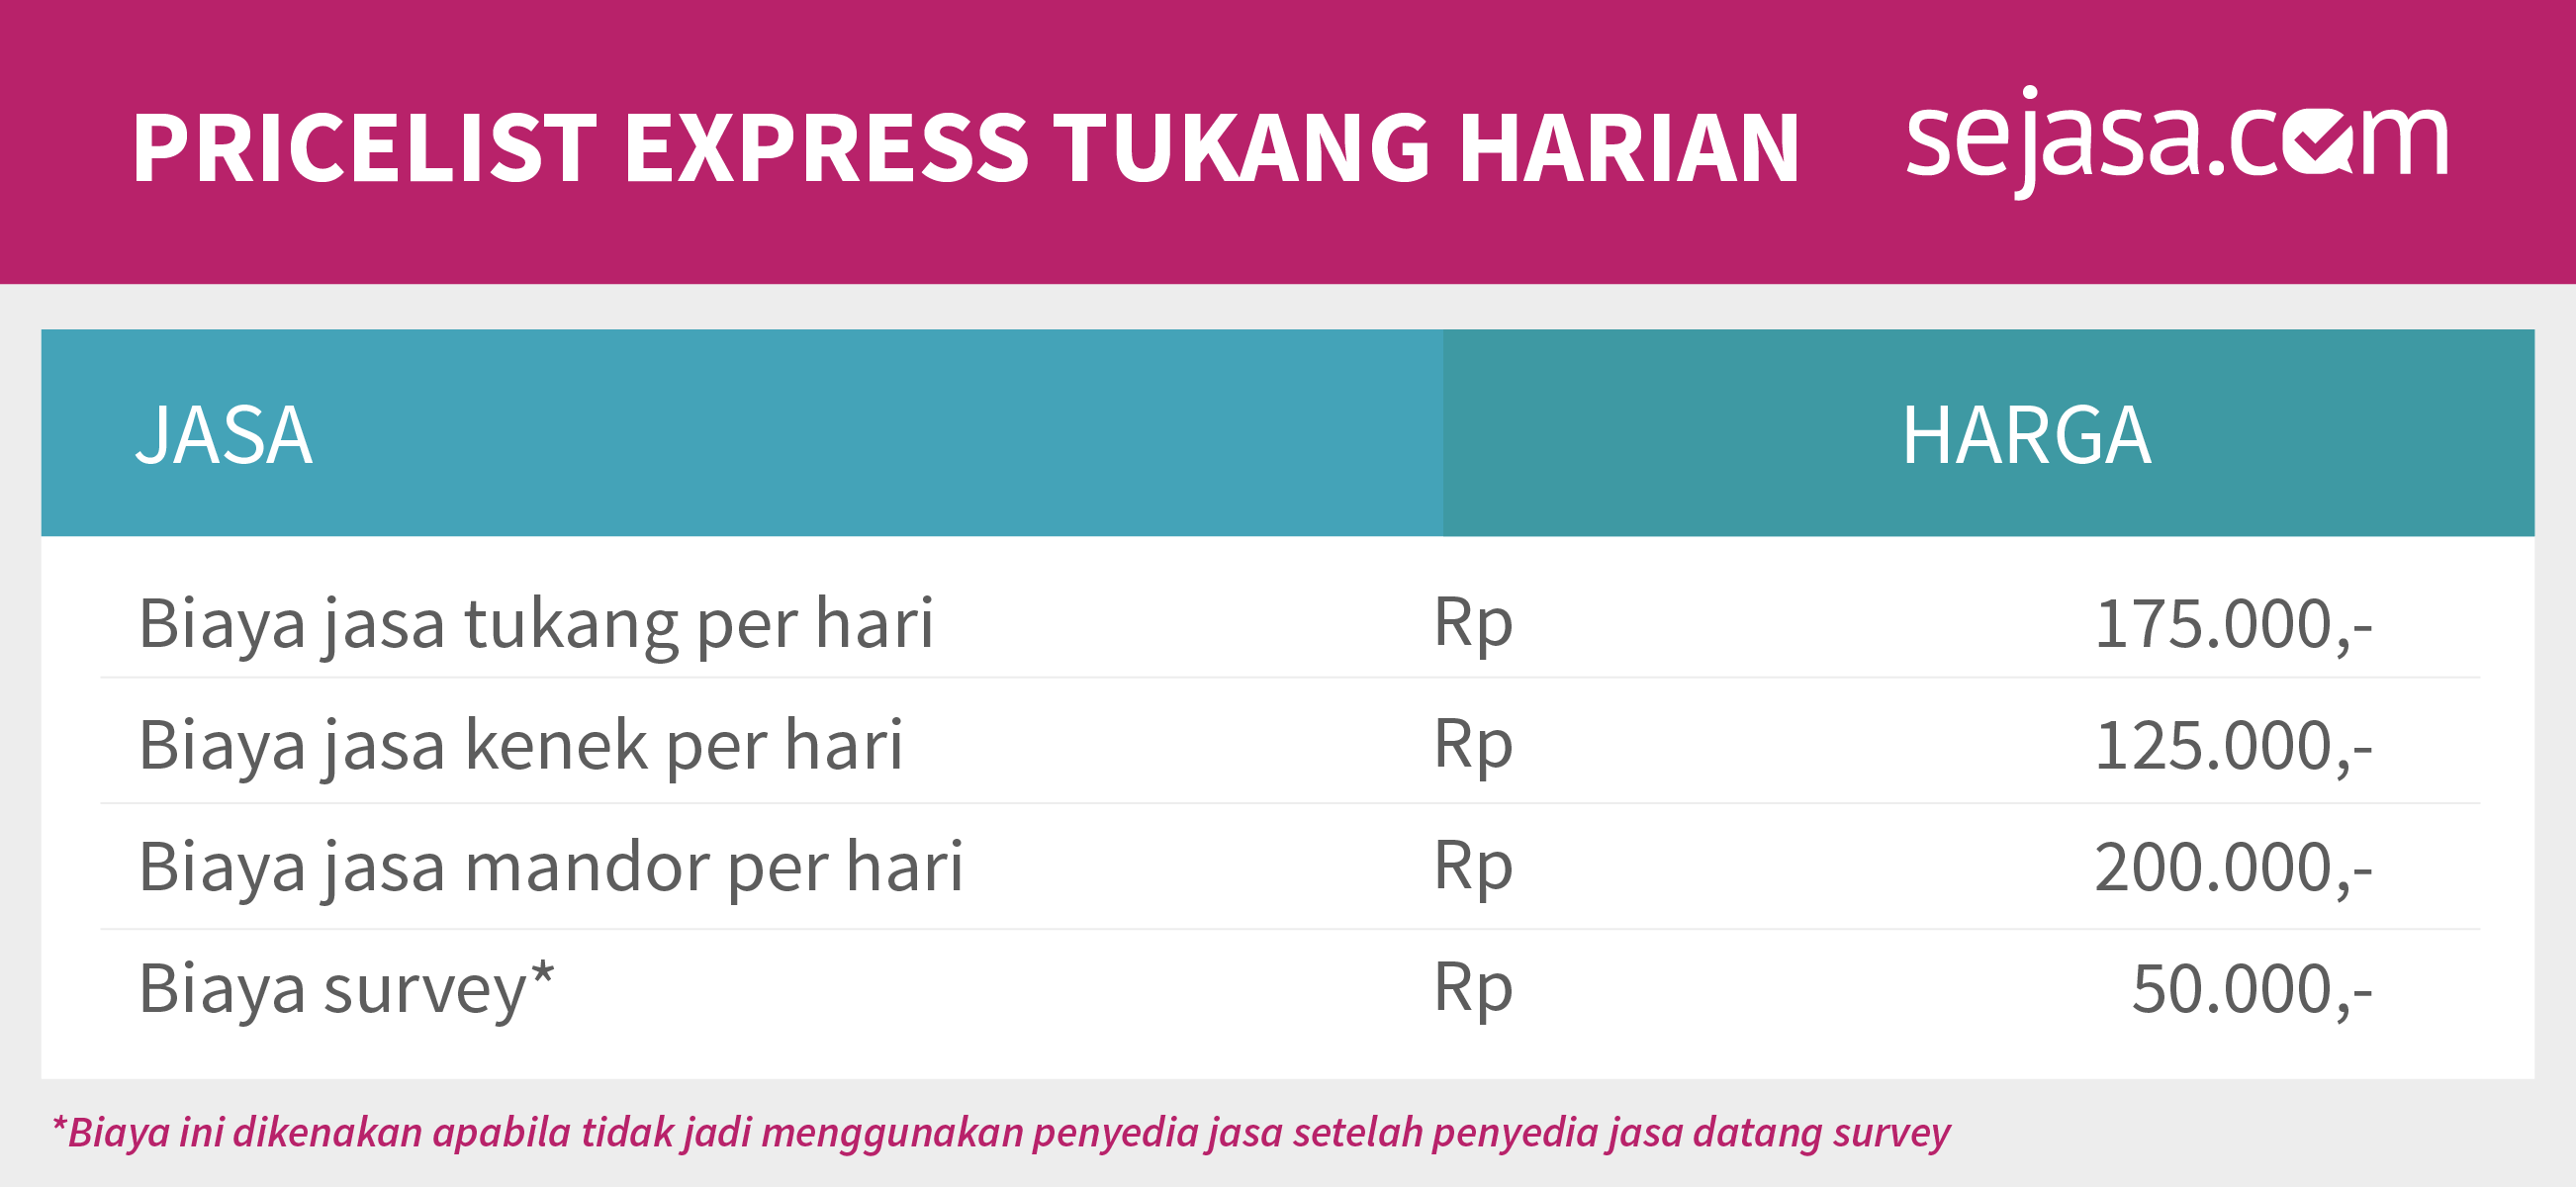 PRICELIST EXPRESS TUKANG HARIAN sejasa.com
JASA HARGA
Biaya jasa tukang per hari Rp 175.000,-
Biaya jasa kenek per hari Rp 125.000,-
Biaya jasa mandor per hari Rp 200.000,-
Biaya survey* Rp 50.000,-
*Biaya ini dikenakan apabila tidak jadi menggunakan penyedia jasa setelah penyedia jasa datang survey